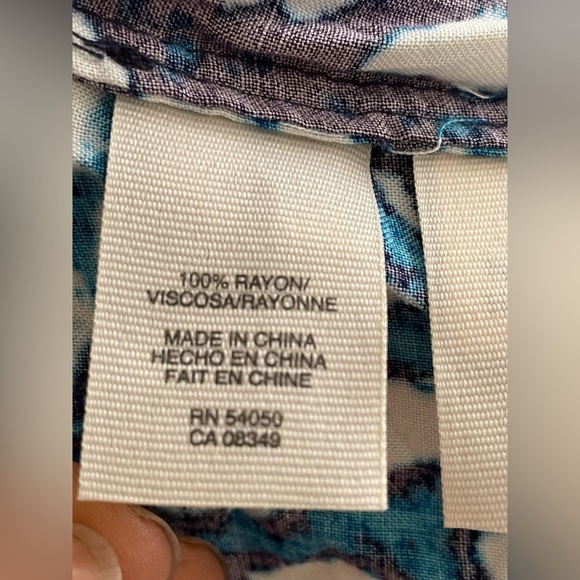 100% RAYON/
VISCOSA/RAYONNE
MADE IN CHINA
HECHO EN CHINA
FAIT EN CHINE
RN 54050
CA 08349